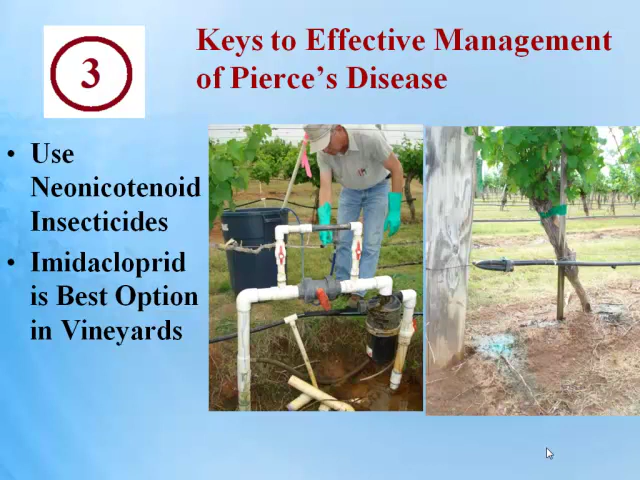 3
Keys to Effective Management
of Pierce's Disease
• Use
Neonicotenoid
Insecticides
• Imidacloprid
is Best Option
in Vineyards